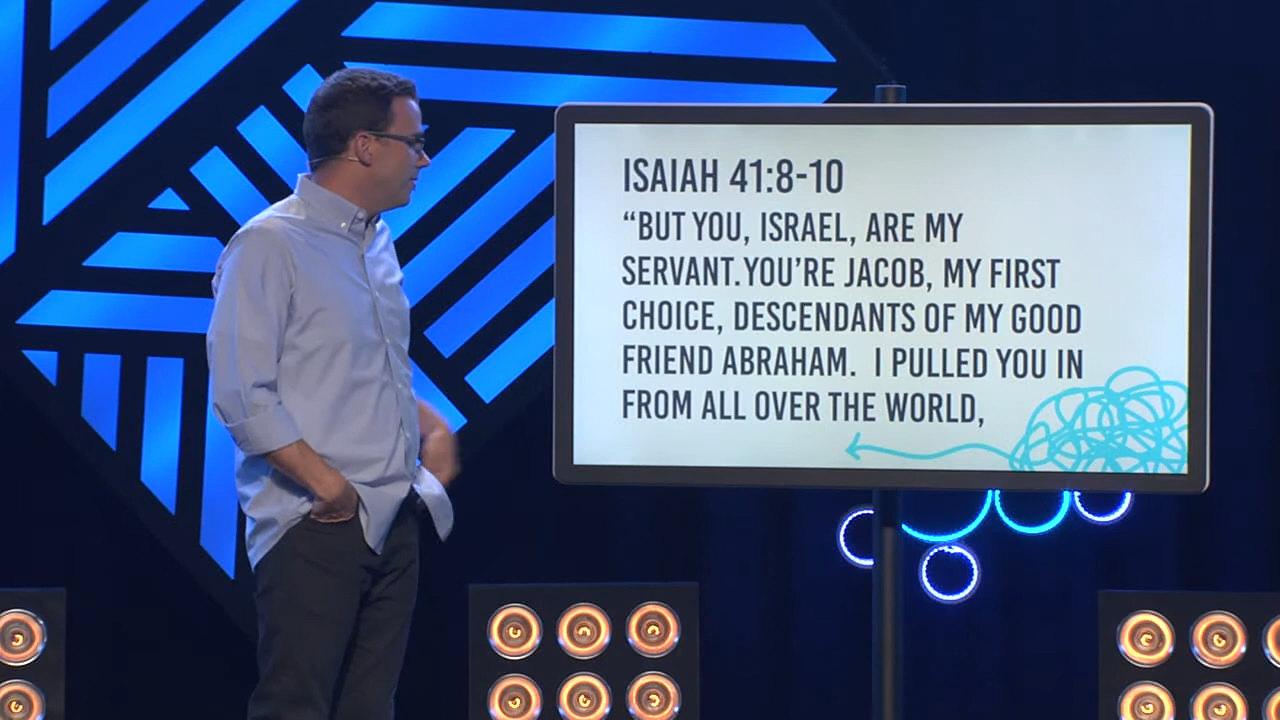 ISAIAH 41:8-10
“BUT YOU, ISRAEL, ARE MY
SERVANT.YOU’RE JACOB, MY FIRST
CHOICE, DESCENDANTS OF MY GOOD
FRIEND ABRAHAM.  I PULLED YOU IN
FROM ALL OVER THE WORLD,